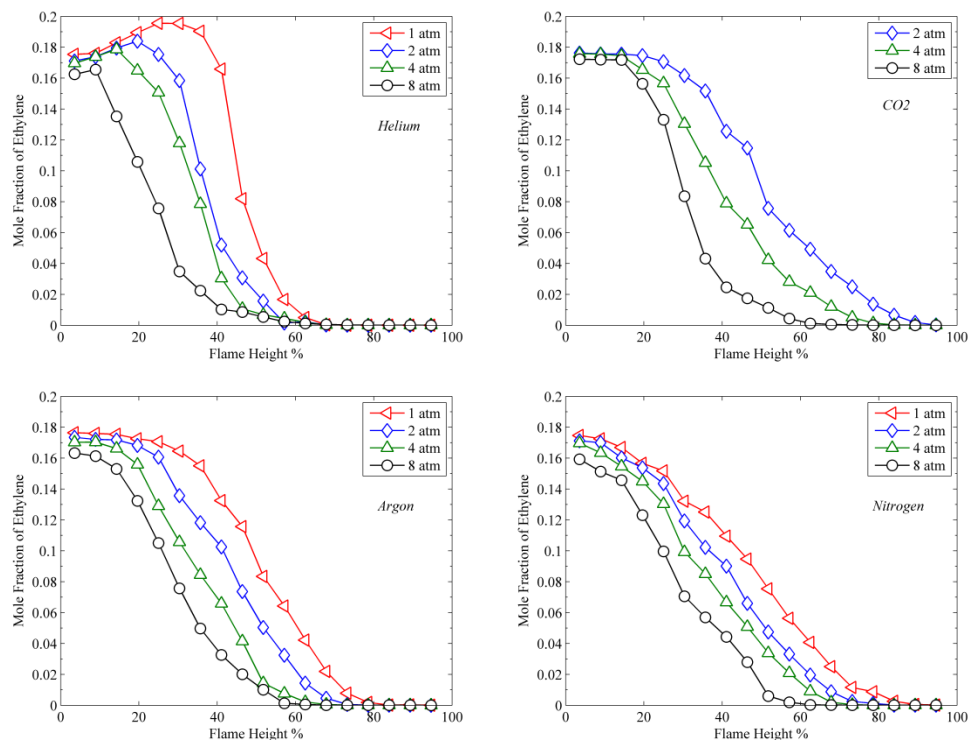 0.2
0.18
0.16
0.14
0.12
0.1
0.08
0.06
0.04
0.02
0
Mole Fraction of Ethylene
0 20 40 60 80 100
Flame Height %
1 atm
2 atm
4 atm
8 atm
Helium
0.2
0.18
0.16
0.14
0.12
0.1
0.08
0.06
0.04
0.02
0
Mole Fraction of Ethylene
0 20 40 60 80 100
Flame Height %
2 atm
4 atm
8 atm
CO2
0.2
0.18
0.16
0.14
0.12
0.1
0.08
0.06
0.04
0.02
0
Mole Fraction of Ethylene
0 20 40 60 80 100
Flame Height %
1 atm
2 atm
4 atm
8 atm
Argon
0.2
0.18
0.16
0.14
0.12
0.1
0.08
0.06
0.04
0.02
0
Mole Fraction of Ethylene
0 20 40 60 80 100
Flame Height %
1 atm
2 atm
4 atm
8 atm
Nitrogen